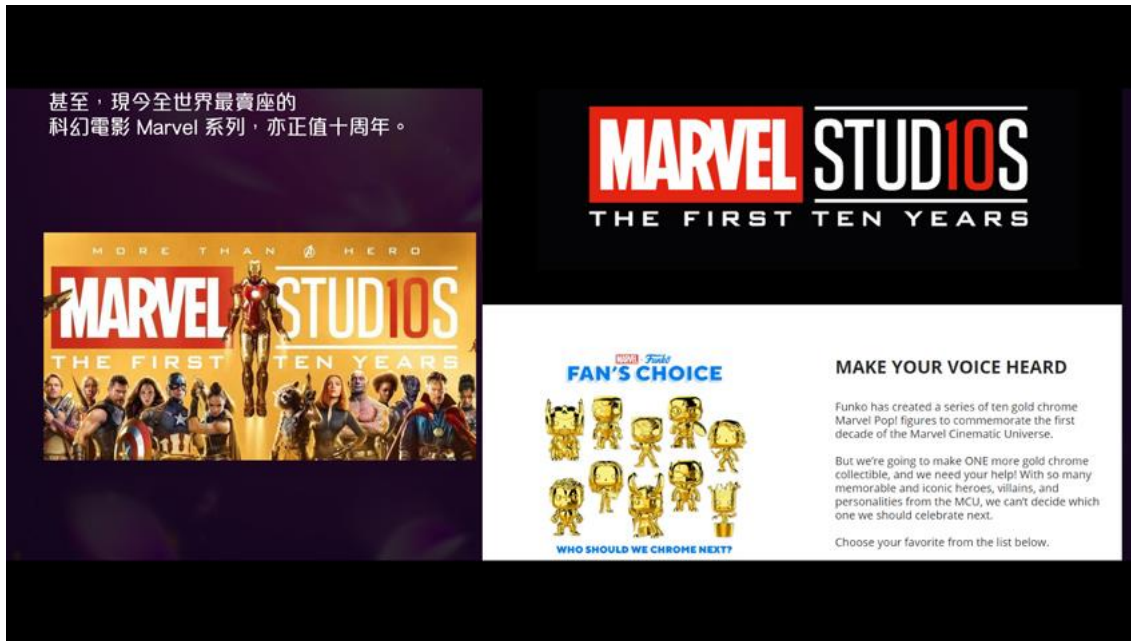 甚至，現今全世界最賣座的
科幻電影 Marvel 系列，亦正值十周年。
MORE THAN A HERO
MARVEL STUD10S
THE FIRST TEN YEARS
MARVEL STUD10S
THE FIRST TEN YEARS
MARVEL Funko
FAN'S CHOICE
WHO SHOULD WE CHROME NEXT?
MAKE YOUR VOICE HEARD
Funko has created a series of ten gold chrome
Marvel Pop! figures to commemorate the first
decade of the Marvel Cinematic Universe.
But we're going to make ONE more gold chrome
collectible, and we need your help! With so many
memorable and iconic heroes, villains, and
personalities from the MCU, we can't decide which
one we should celebrate next.
Choose your favorite from the list below.